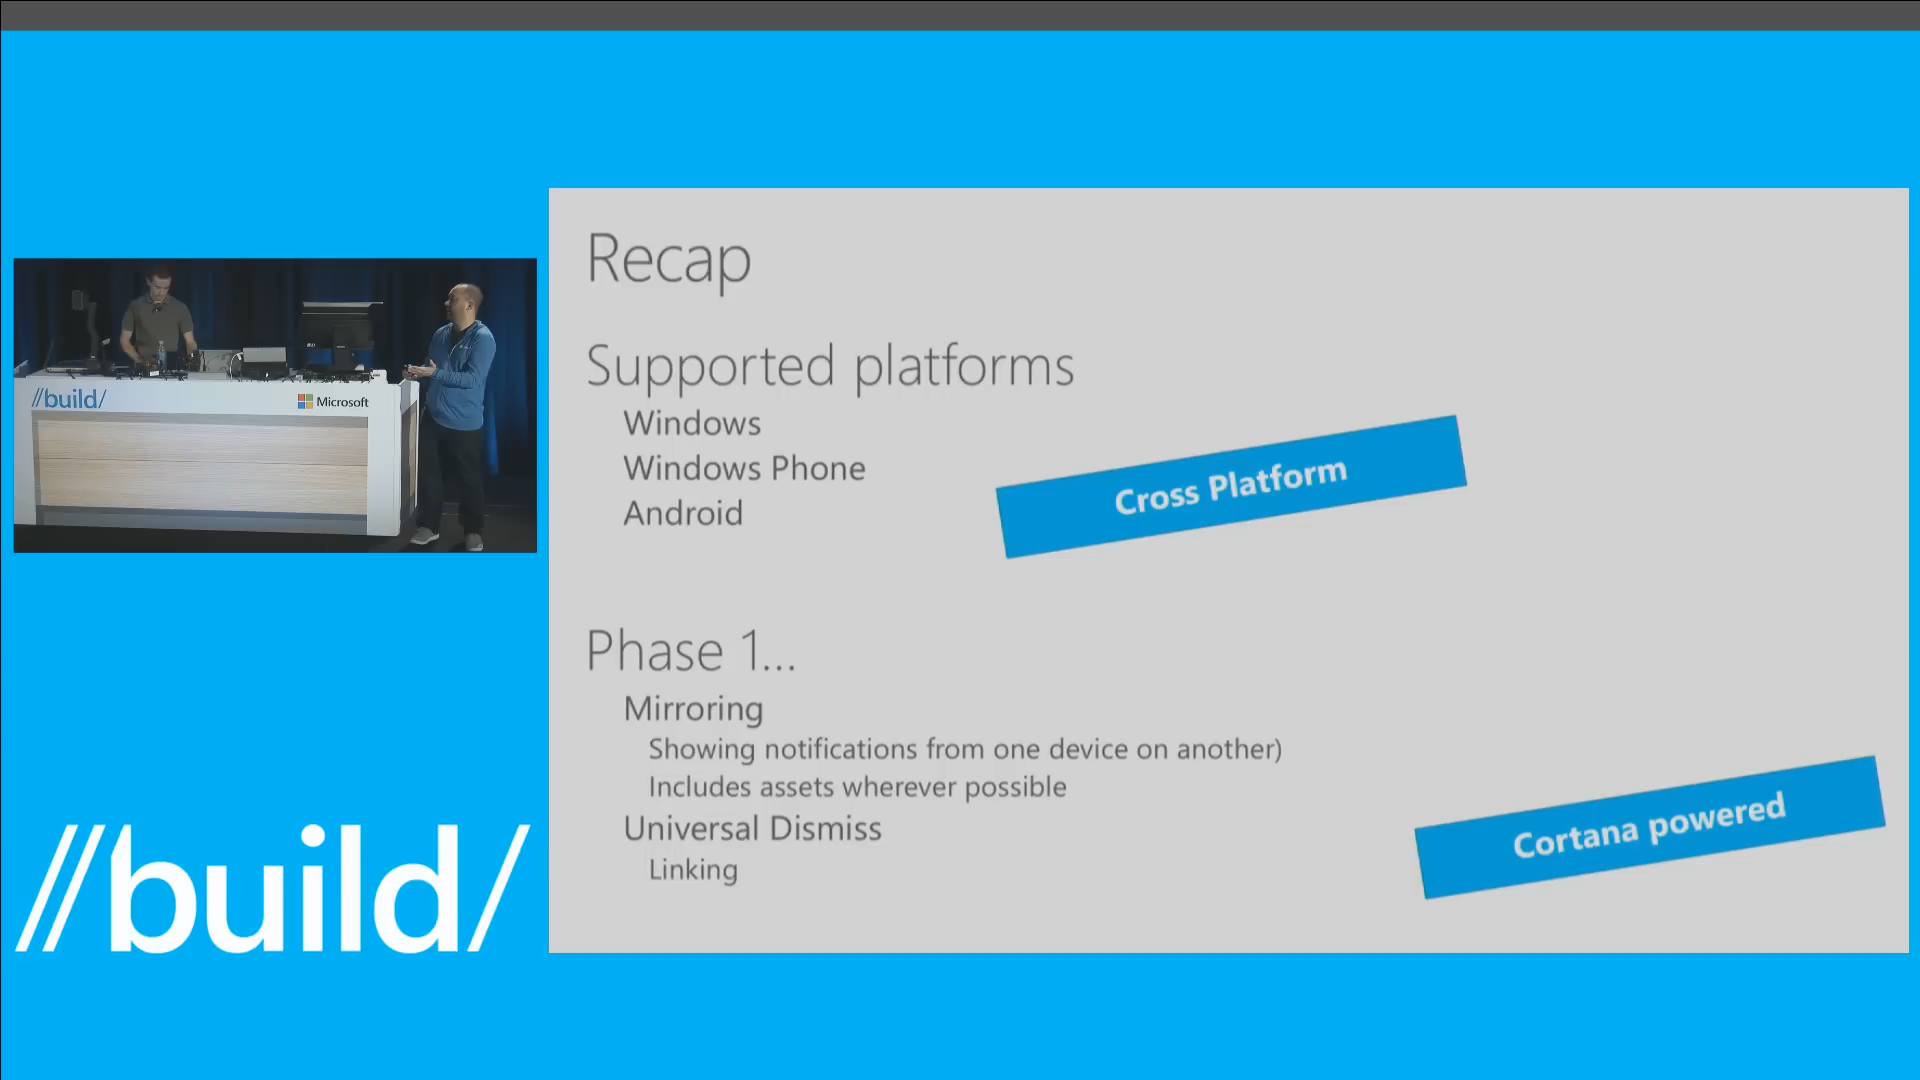 //build/
Microsoft
Recap
Supported platforms
Windows
Windows Phone
Android
Cross Platform
Phase 1...
Mirroring
Showing notifications from one device on another)
Includes assets wherever possible
Universal Dismiss
Linking
Cortana powered
//build/